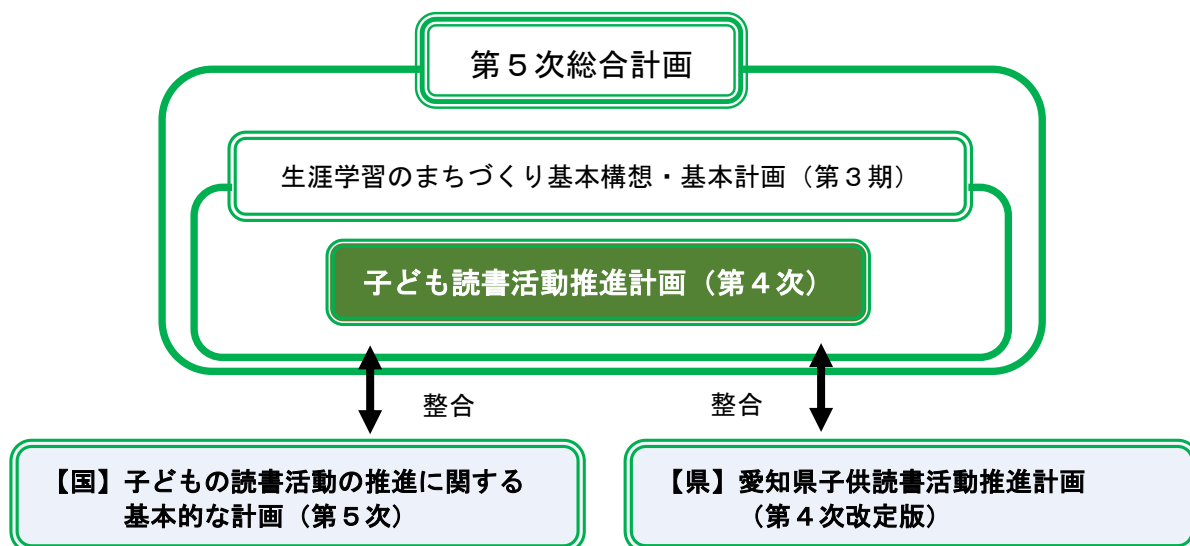 第５次総合計画
生涯学習のまちづくり基本構想・基本計画（第３期）
子ども読書活動推進計画（第４次）
整合
整合
【国】子どもの読書活動の推進に関する
基本的な計画（第５次）
【県】愛知県子供読書活動推進計画
（第４次改定版）